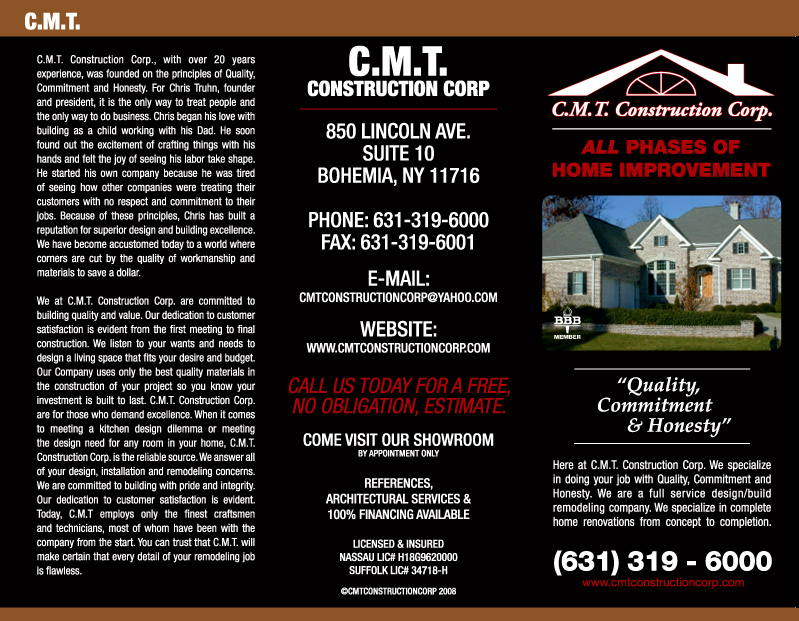 C.M.T.
C.M.T. Construction Corp., with over 20 years
experience, was founded on the principles of Quality,
Commitment and Honesty. For Chris Truhn, founder
and president, it is the only way to treat people and
the only way to do business. Chris began his love with
building as a child working with his Dad. He soon
found out the excitement of crafting things with his
hands and felt the joy of seeing his labor take shape.
He started his own company because he was tired
of seeing how other companies were treating their
customers with no respect and commitment to their
jobs. Because of these principles, Chris has built a
reputation for superior design and building excellence.
We have become accustomed today to a world where
corners are cut by the quality of workmanship and
materials to save a dollar.
We at C.M.T. Construction Corp. are committed to
building quality and value. Our dedication to customer
satisfaction is evident from the first meeting to final
construction. We listen to your wants and needs to
design a living space that fits your desire and budget.
Our Company uses only the best quality materials in
the construction of your project so you know your
investment is built to last. C.M.T. Construction Corp.
are for those who demand excellence. When it comes
to meeting a kitchen design dilemma or meeting
the design need for any room in your home, C.M.T.
Construction Corp. is the reliable source. We answer all
of your design, installation and remodeling concerns.
We are committed to building with pride and integrity.
Our dedication to customer satisfaction is evident.
Today, C.M.T employs only the finest craftsmen
and technicians, most of whom have been with the
company from the start. You can trust that C.M.T. will
make certain that every detail of your remodeling job
is flawless.
C.M.T.
CONSTRUCTION CORP
850 LINCOLN AVE.
SUITE 10
BOHEMIA, NY 11716
PHONE: 631-319-6000
FAX: 631-319-6001
E-MAIL:
CMTCONSTRUCTIONCORP@YAHOO.COM
WEBSITE:
WWW.CMTCONSTRUCTIONCORP.COM
CALL US TODAY FOR A FREE,
NO OBLIGATION, ESTIMATE.
COME VISIT OUR SHOWROOM
BY APPOINTMENT ONLY
REFERENCES,
ARCHITECTURAL SERVICES &
100% FINANCING AVAILABLE
LICENSED & INSURED
NASSAU LIC# H18G9620000
SUFFOLK LIC# 34718-H
©CMTCONSTRUCTIONCORP 2008
C.M.T. Construction Corp.
ALL PHASES OF
HOME IMPROVEMENT
BBB
MEMBER
“Quality,
Commitment
& Honesty”
Here at C.M.T. Construction Corp. We specialize
in doing your job with Quality, Commitment and
Honesty. We are a full service design/build
remodeling company. We specialize in complete
home renovations from concept to completion.
(631) 319 - 6000
www.cmtconstructioncorp.com